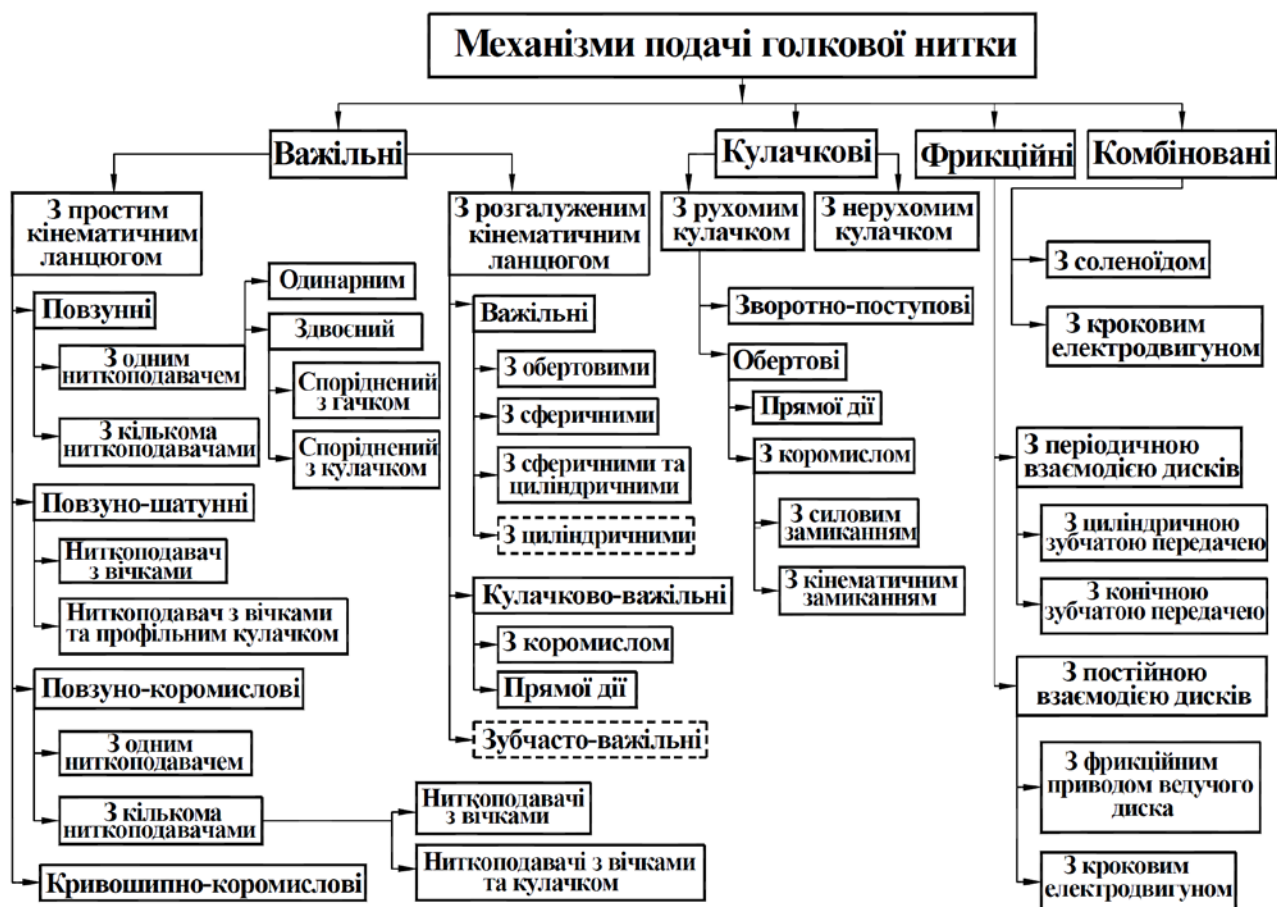 Механізми подачі голкової нитки
Важільні
Кулачкові
Фрикційні
Комбіновані
З простим
кінематичним
ланцюгом
Повзунні
З одним
ниткоподавачем
Одинарним
Здвоєний
Споріднений
з гачком
Споріднений
з кулачком
З кількома
ниткоподавачами
Повзуно-шатунні
Ниткоподавач
з вічками
Ниткоподавач з вічками
та профільним кулачком
Повзуно-коромислові
З одним
ниткоподавачем
З кількома
ниткоподавачами
Ниткоподавачі
з вічками
Ниткоподавачі з вічками
та кулачком
Кривошипно-коромислові
З розгалуженим
кінематичним
ланцюгом
Важільні
З обертовими
З сферичними
З сферичними та
циліндричними
З циліндричними
Кулачково-важільні
З коромислом
Прямої дії
Зубчасто-важільні
З рухомим
кулачком
З нерухомим
кулачком
Зворотно-поступові
Обертові
Прямої дії
З коромислом
З силовим
замиканням
З кінематичним
замиканням
З соленоїдом
З кроковим
електродвигуном
З періодичною
взаємодією дисків
З циліндричною
зубчатою передачею
З конічною
зубчатою передачею
З постійною
взаємодією дисків
З фрикційним
приводом ведучого
диска
З кроковим
електродвигуном